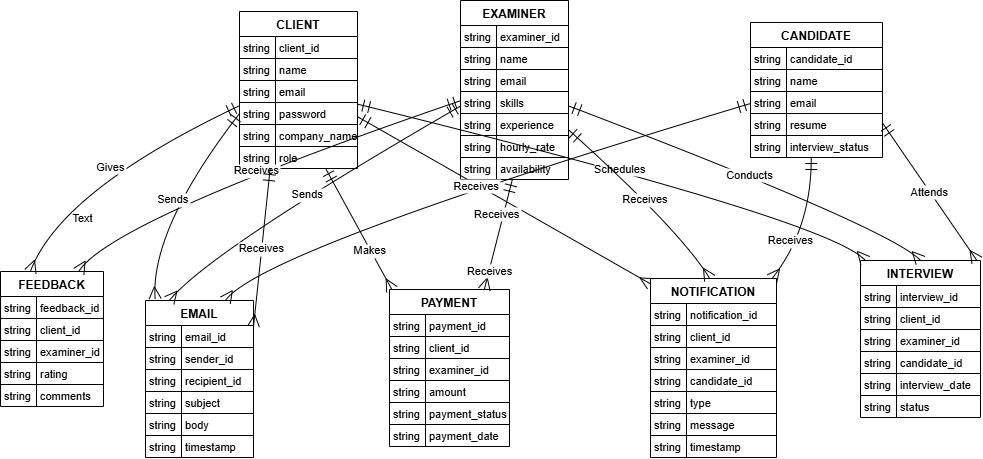 CLIENT
string client_id
string name
string email
string password
string company_name
string role
EXAMINER
string examiner_id
string name
string email
string skills
string experience
string hourly_rate
string availability
CANDIDATE
string candidate_id
string name
string email
string resume
string interview_status
Gives
Text
Sends
Receives
Receives
Sends
Makes
Receives
Receives
Receives
Schedules
Receives
Receives
Conducts
Attends
FEEDBACK
string feedback_id
string client_id
string examiner_id
string rating
string comments
EMAIL
string email_id
string sender_id
string recipient_id
string subject
string body
string timestamp
PAYMENT
string payment_id
string client_id
string examiner_id
string amount
string payment_status
string payment_date
NOTIFICATION
string notification_id
string client_id
string examiner_id
string candidate_id
string type
string message
string timestamp
INTERVIEW
string interview_id
string client_id
string examiner_id
string candidate_id
string interview_date
string status